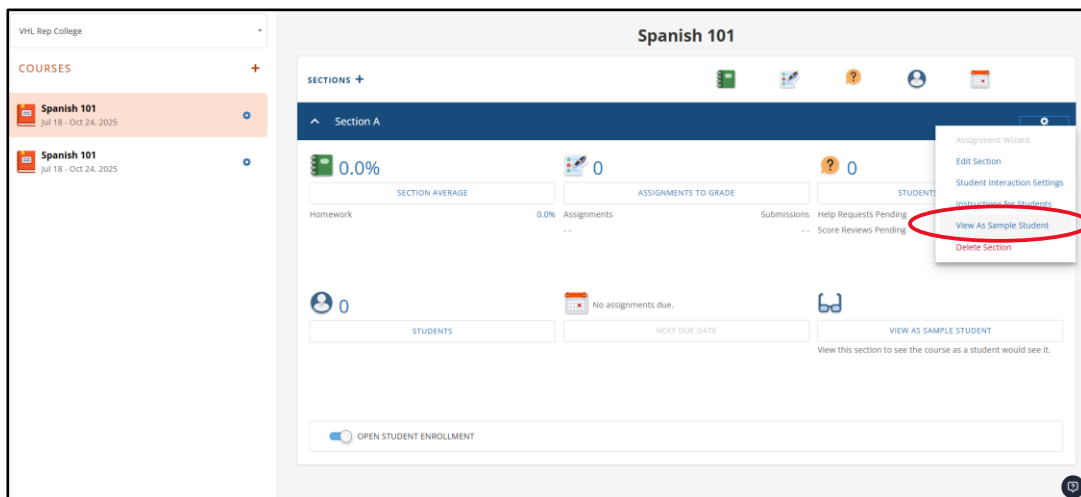 VHL Rep College
COURSES +
Spanish 101
Jul 18 - Oct 24, 2025
Spanish 101
Jul 18 - Oct 24, 2025
Spanish 101
SECTIONS +
Section A
0.0%
SECTION AVERAGE
Homework 0.0%
0
ASSIGNMENTS TO GRADE
Assignments Submissions
-- --
0
STUDENTS
Help Requests Pending
Score Reviews Pending
Assignment Wizard
Edit Section
Student Interaction Settings
Instructions for Students
View As Sample Student
Delete Section
0
STUDENTS
No assignments due.
NEXT DUE DATE
VIEW AS SAMPLE STUDENT
View this section to see the course as a student would see it.
OPEN STUDENT ENROLLMENT